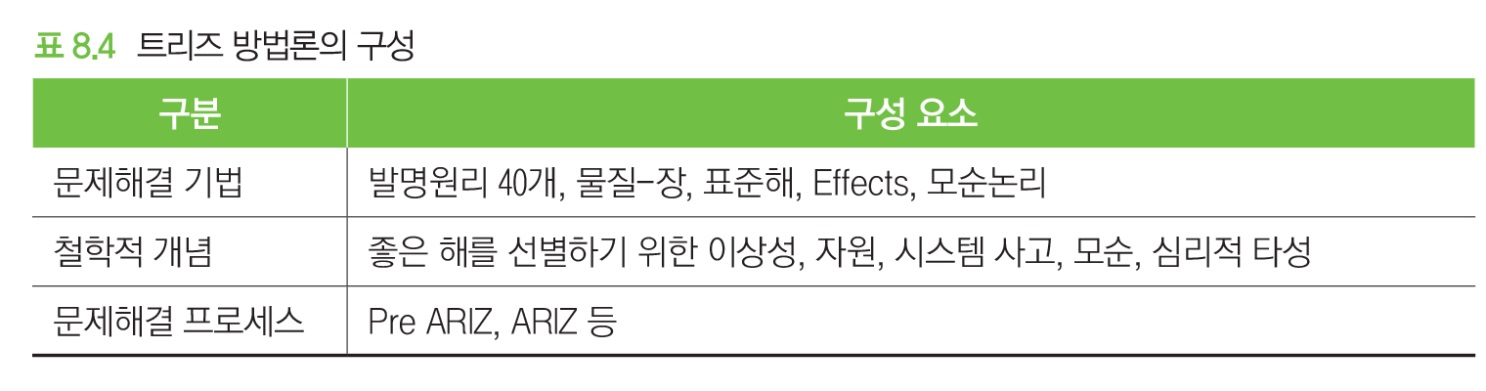 표 8.4 트리즈 방법론의 구성
구분 구성 요소
문제해결 기법 발명원리 40개, 물질-장, 표준해, Effects, 모순논리
철학적 개념 좋은 해를 선별하기 위한 이상성, 자원, 시스템 사고, 모순, 심리적 타성
문제해결 프로세스 Pre ARIZ, ARIZ 등